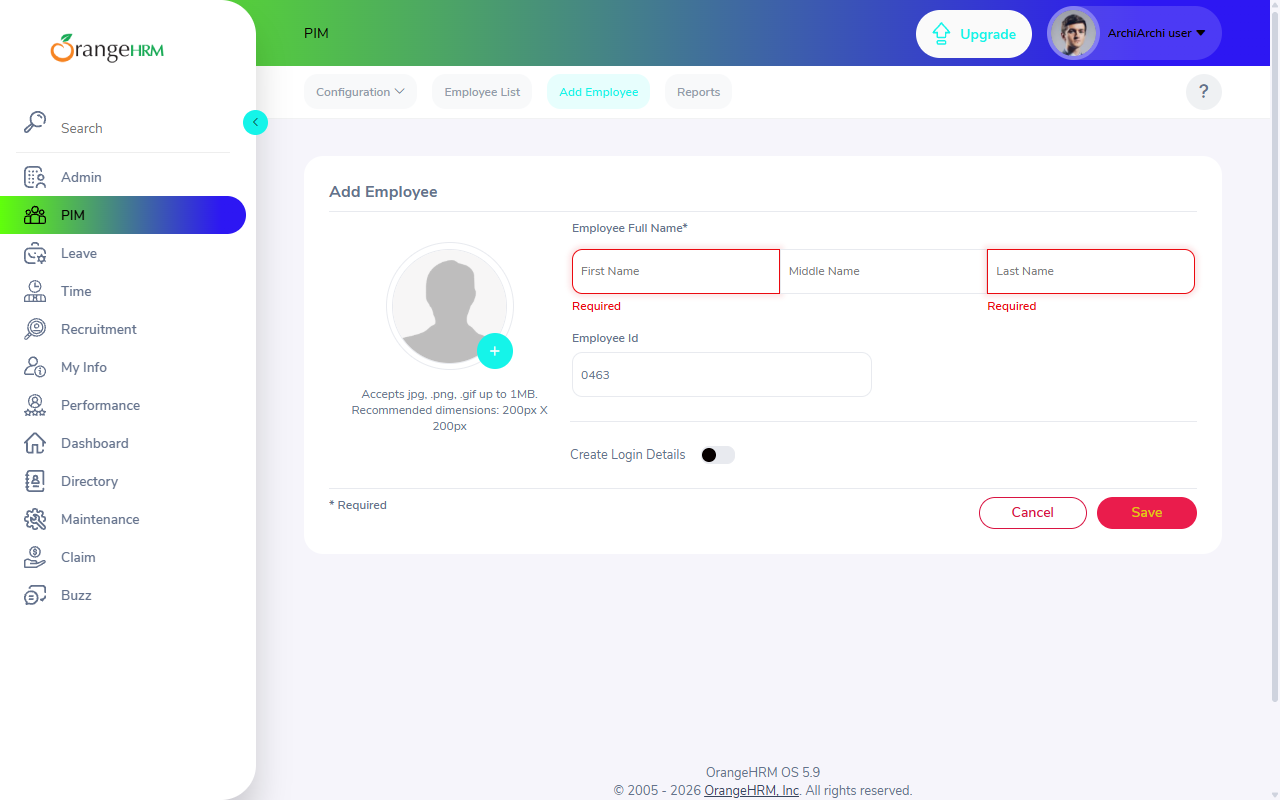 OrangeHRM
Search
Admin
PIM
Leave
Time
Recruitment
My Info
Performance
Dashboard
Directory
Maintenance
Claim
Buzz
PIM
Upgrade
ArchiArchi user
Configuration
Employee List
Add Employee
Reports
?
Add Employee
Accepts jpg, .png, .gif up to 1MB.
Recommended dimensions: 200px X
200px
Employee Full Name*
First Name
Middle Name
Last Name
Required
Required
Employee Id
0463
Create Login Details
* Required
Cancel
Save
OrangeHRM OS 5.9
© 2005 - 2026 OrangeHRM, Inc. All rights reserved.